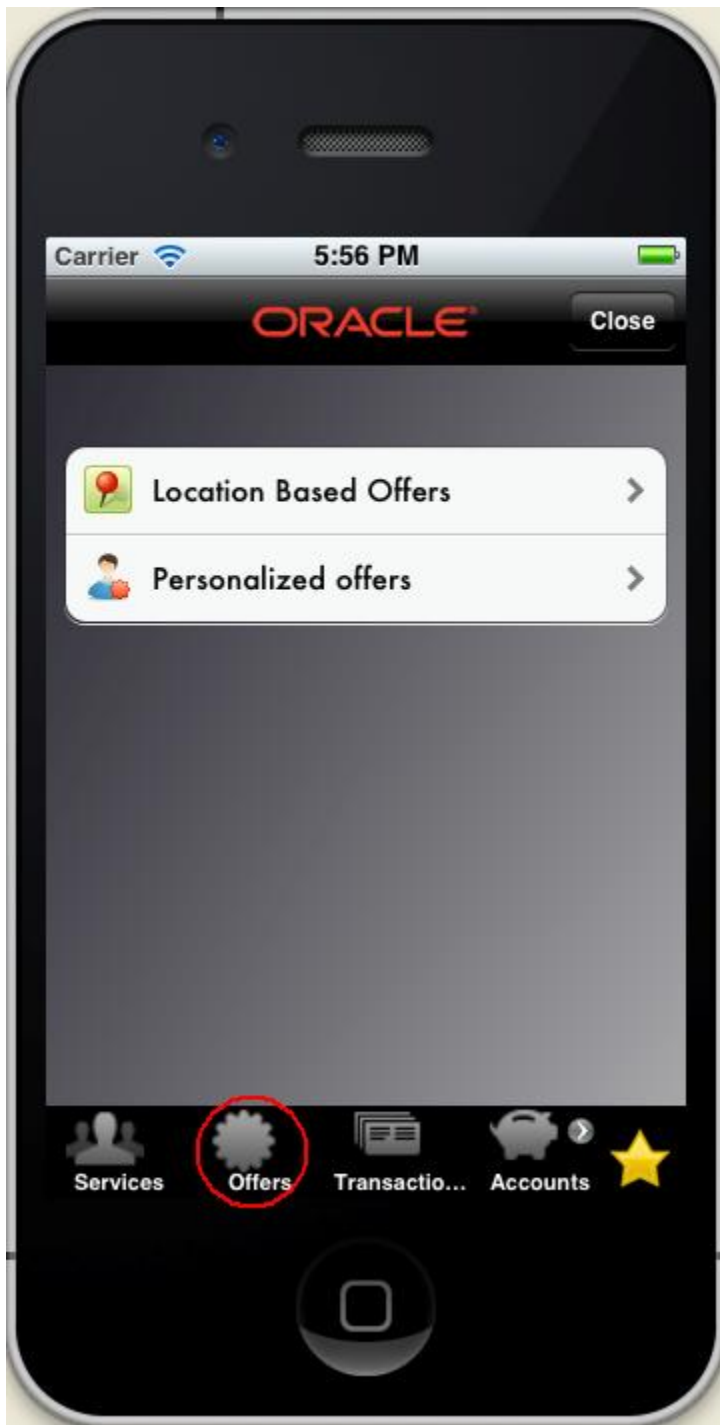 Carrier 5:56 PM
ORACLE® Close
Location Based Offers
Personalized offers
Services Offers Transactio... Accounts